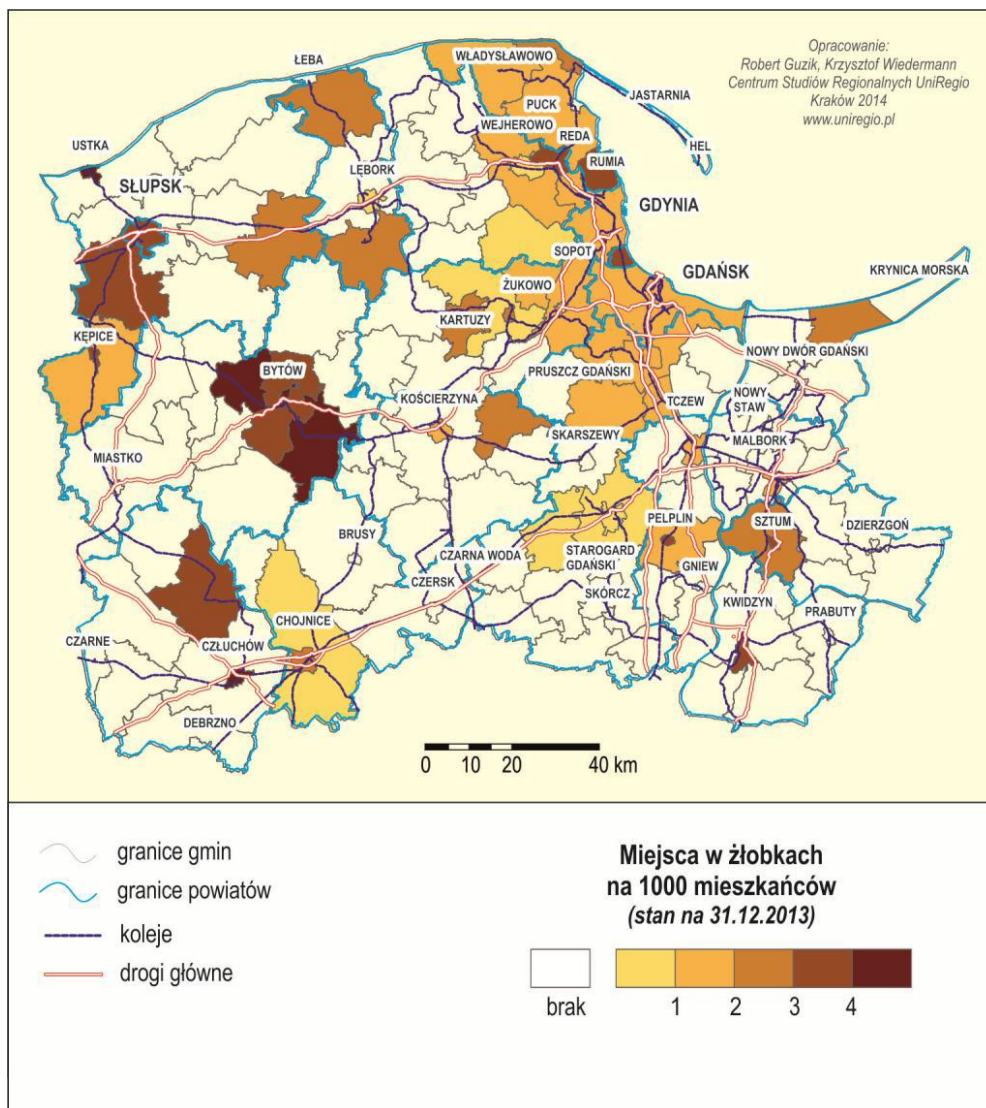 Opracowanie:
Robert Guzik, Krzysztof Wiedermann
Centrum Studiów Regionalnych UniRegio
Kraków 2014
www.uniregio.pl
ŁEBA
WŁADYSŁAWOWO
JASTARNIA
PUCK
WEJHEROWO
REDA
HEL
USTKA
RUMIA
LĘBORK
SŁUPSK
GDYNIA
SOPOT
GDAŃSK
KRYNICA MORSKA
ŻUKOWO
KARTUZY
KĘPICE
NOWY DWÓR GDAŃSKI
BYTÓW
PRUSZCZ GDAŃSKI
KOŚCIERZYNA
TCZEW
NOWY
STAW
SKARSZEWY
MALBORK
MIASTKO
PELPLIN
SZTUM
DZIERZGOŃ
BRUSY
CZARNA WODA
STAROGARD
GDAŃSKI
GNIEW
CZERSK
SKÓRCZ
KWIDZYN
PRABUTY
CHOJNICE
CZARNE
CZŁUCHÓW
DEBRZNO
0 10 20 40 km
granice gmin
granice powiatów
koleje
drogi główne
Miejsca w żłobkach
na 1000 mieszkańców
(stan na 31.12.2013)
brak 1 2 3 4